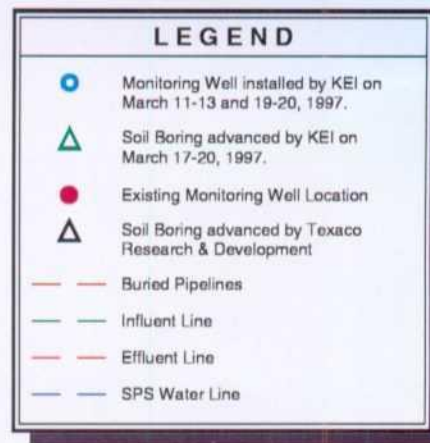 LEGEND
Monitoring Well installed by KEI on
March 11-13 and 19-20, 1997.
Soil Boring advanced by KEI on
March 17-20, 1997.
Existing Monitoring Well Location
Soil Boring advanced by Texaco
Research & Development
Buried Pipelines
Influent Line
Effluent Line
SPS Water Line